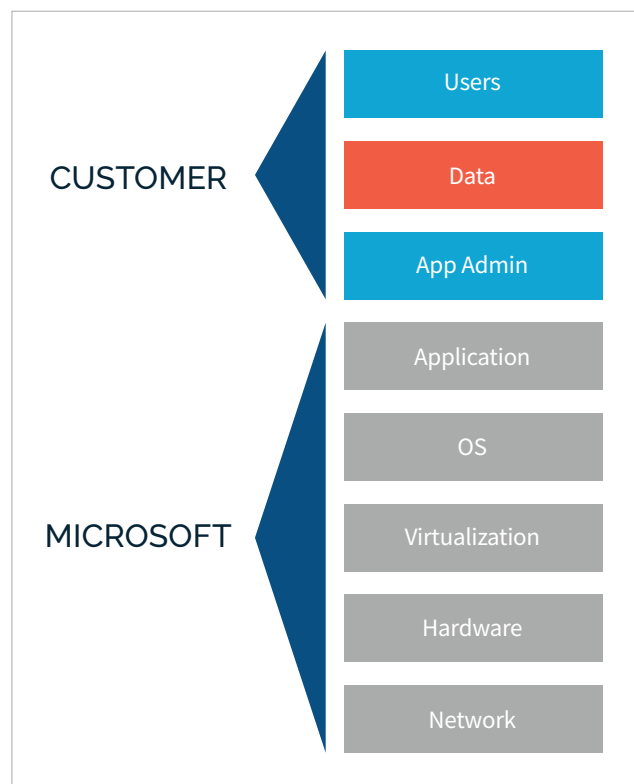 CUSTOMER
Users
Data
App Admin
MICROSOFT
Application
OS
Virtualization
Hardware
Network